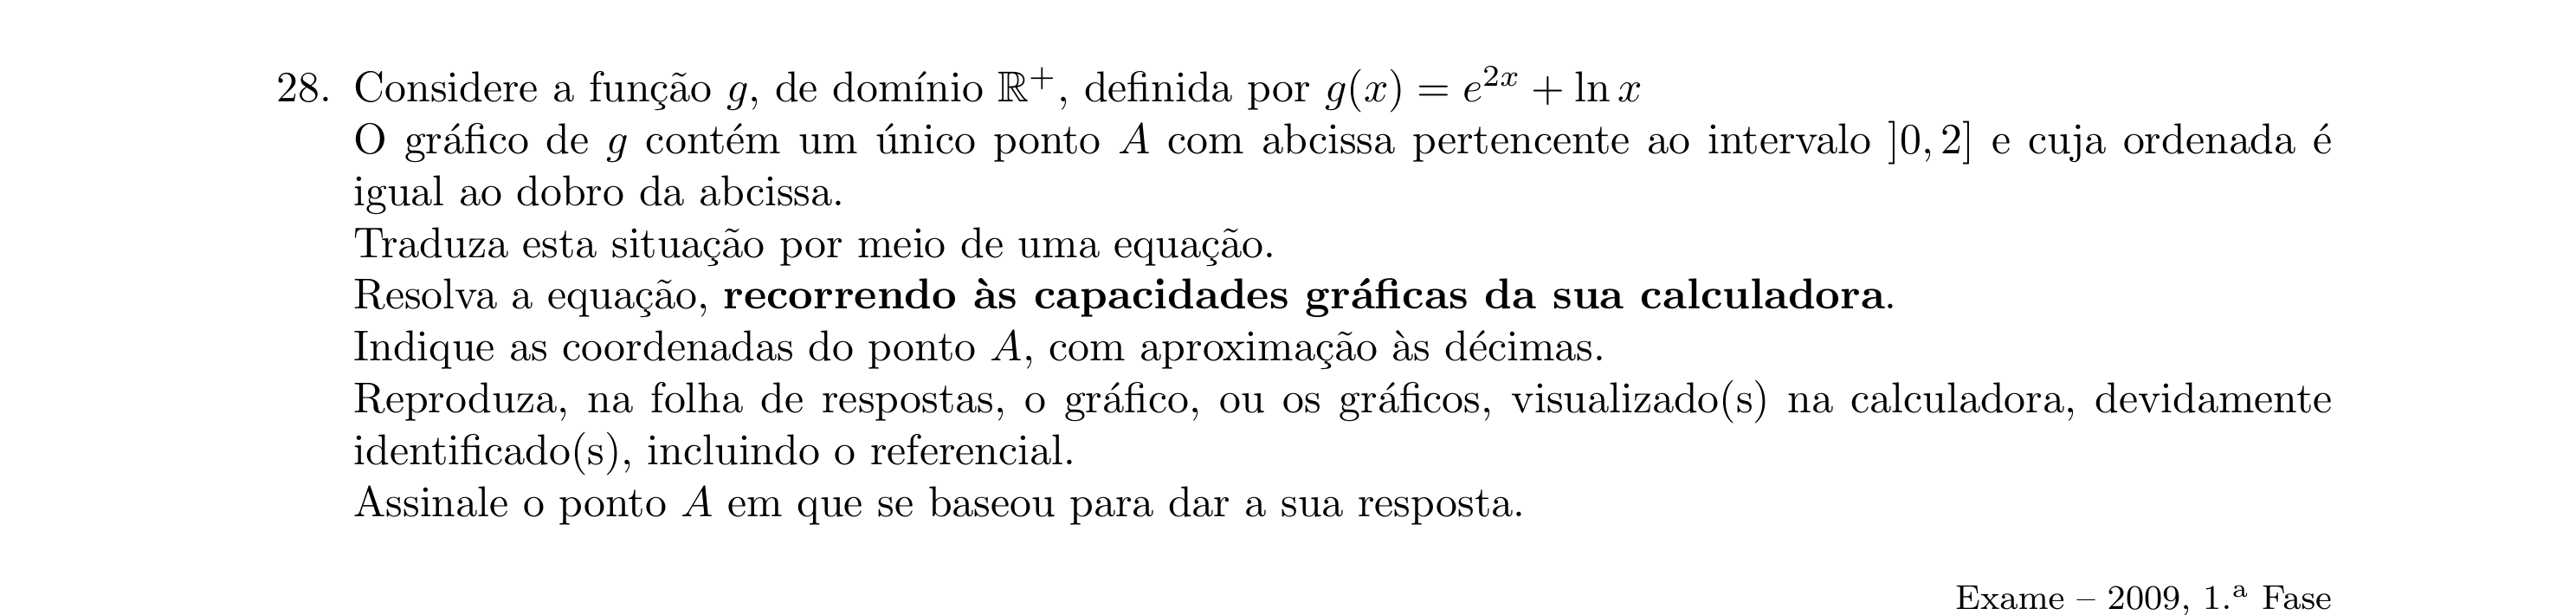 28. Considere a função g, de domínio ℝ⁺, definida por g(x) = e²ˣ + ln x
O gráfico de g contém um único ponto A com abcissa pertencente ao intervalo ]0, 2] e cuja ordenada é
igual ao dobro da abcissa.
Traduza esta situação por meio de uma equação.
Resolva a equação, recorrendo às capacidades gráficas da sua calculadora.
Indique as coordenadas do ponto A, com aproximação às décimas.
Reproduza, na folha de respostas, o gráfico, ou os gráficos, visualizado(s) na calculadora, devidamente
identificado(s), incluindo o referencial.
Assinale o ponto A em que se baseou para dar a sua resposta.
Exame – 2009, 1.ª Fase